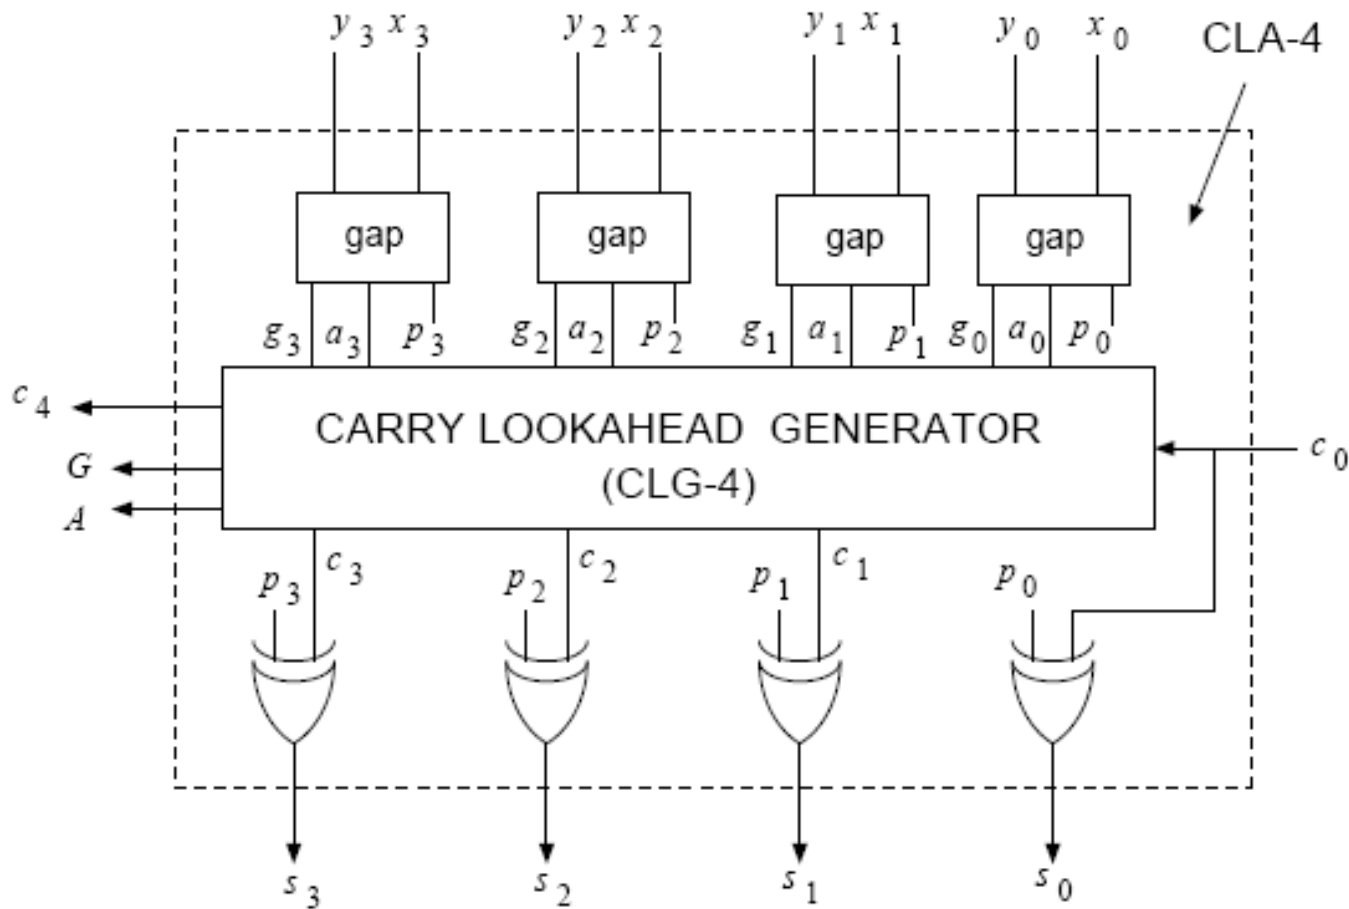 y3 x3 y2 x2 y1 x1 y0 x0 CLA-4
gap gap gap gap
g3 a3 p3 g2 a2 p2 g1 a1 p1 g0 a0 p0
c4
CARRY LOOKAHEAD GENERATOR
c0
G
(CLG-4)
A
p3 c3 p2 c2 p1 c1 p0
s3 s2 s1 s0